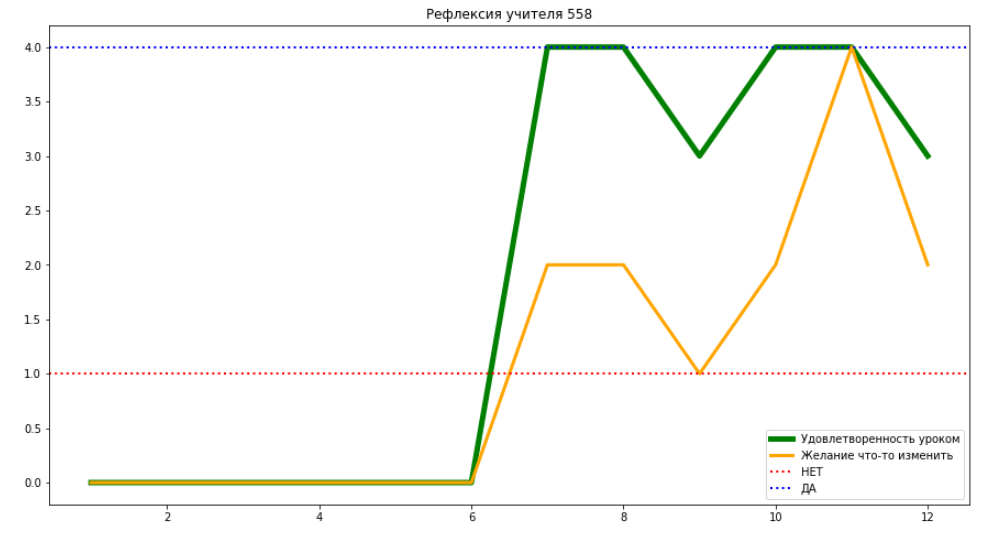 Рефлексия учителя 558
4.0
3.5
3.0
2.5
2.0
1.5
1.0
0.5
0.0
2 4 6 8 10 12
Удовлетворенность уроком
Желание что-то изменить
НЕТ
ДА